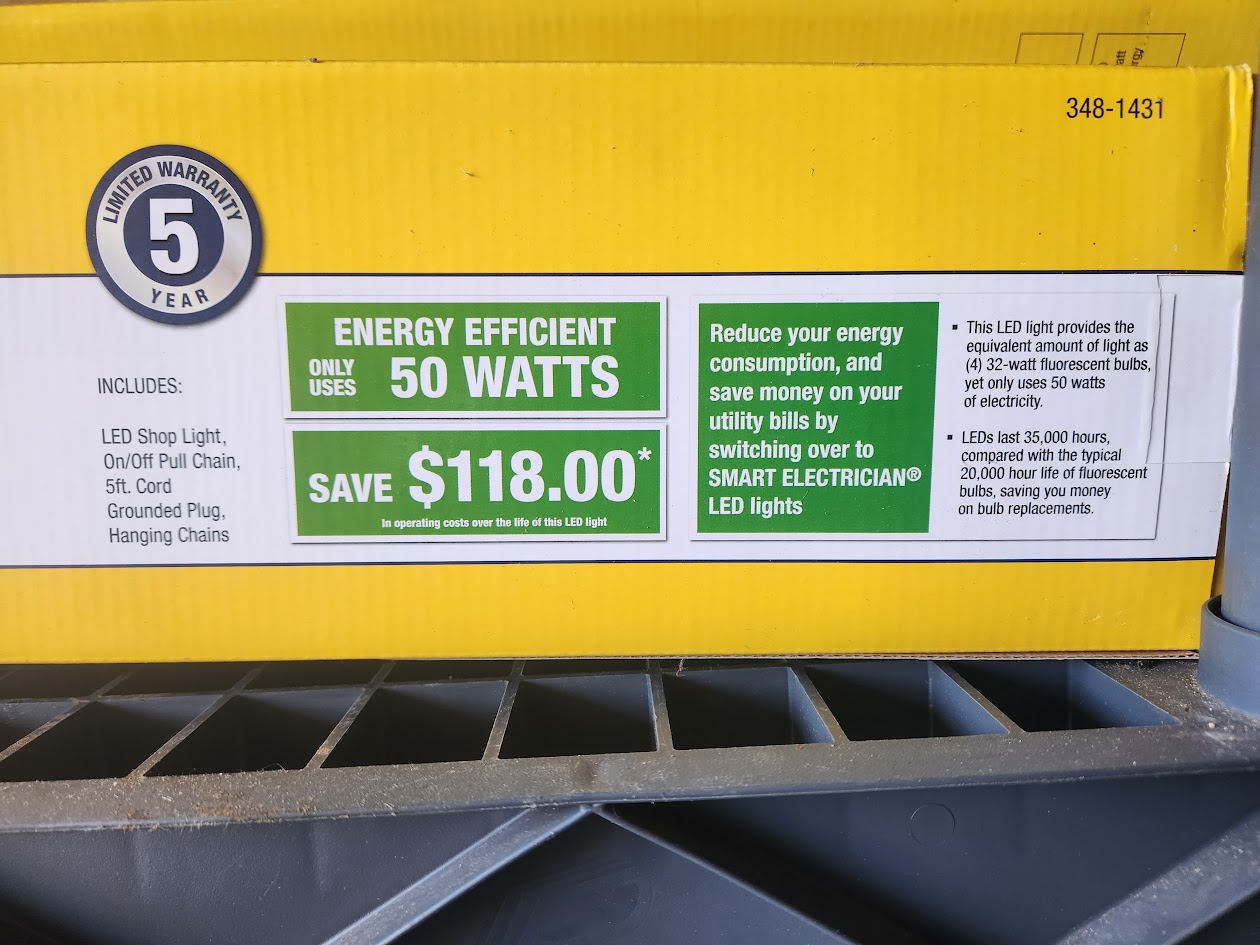 348-1431
LIMITED WARRANTY
5
YEAR
INCLUDES:
LED Shop Light,
On/Off Pull Chain,
5ft. Cord
Grounded Plug,
Hanging Chains
ENERGY EFFICIENT
ONLY
USES
50 WATTS
SAVE $118.00*
In operating costs over the life of this LED light
Reduce your energy
consumption, and
save money on your
utility bills by
switching over to
SMART ELECTRICIAN®
LED lights
▪ This LED light provides the
equivalent amount of light as
(4) 32-watt fluorescent bulbs,
yet only uses 50 watts
of electricity.
▪ LEDs last 35,000 hours,
compared with the typical
20,000 hour life of fluorescent
bulbs, saving you money
on bulb replacements.